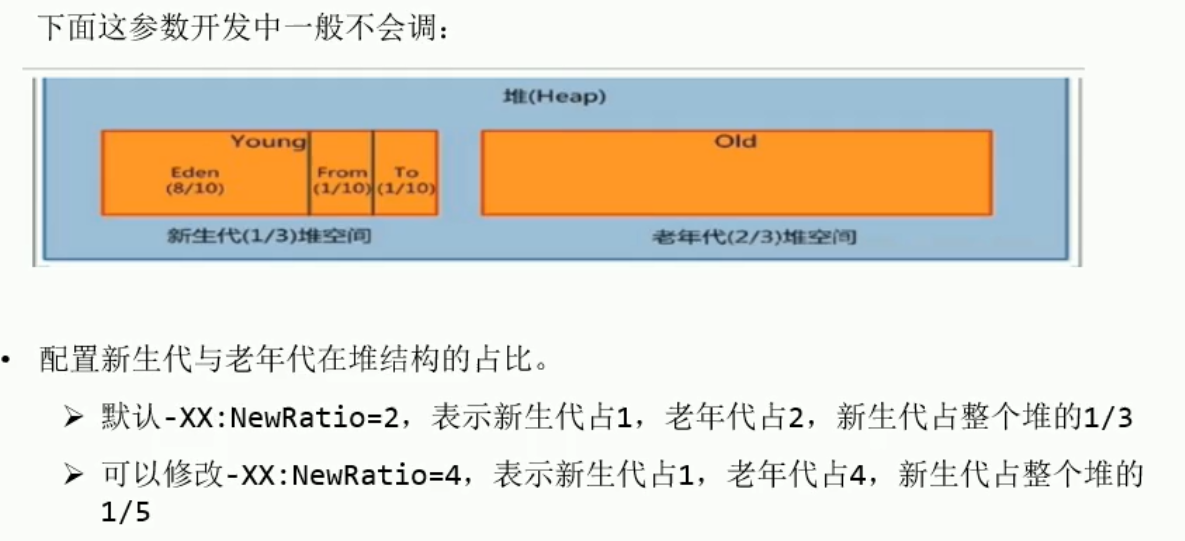 下面这参数开发中一般不会调：
堆(Heap)
Young
Old
Eden
(8/10)
From
(1/10)
To
(1/10)
新生代(1/3)堆空间
老年代(2/3)堆空间
• 配置新生代与老年代在堆结构的占比。
➢ 默认-XX:NewRatio=2，表示新生代占1，老年代占2，新生代占整个堆的1/3
➢ 可以修改-XX:NewRatio=4，表示新生代占1，老年代占4，新生代占整个堆的
1/5